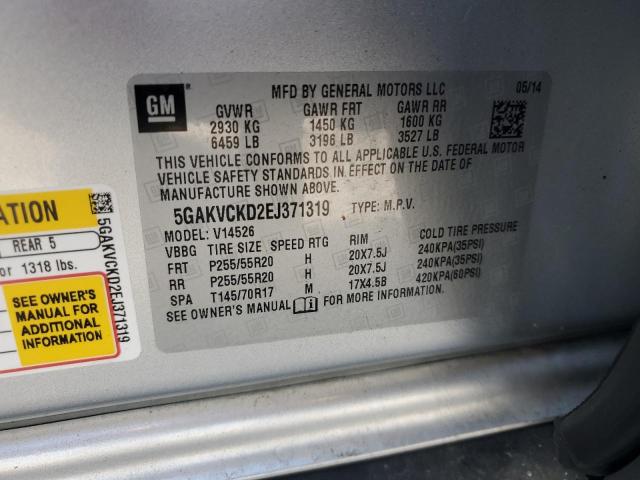 GM
MFD BY GENERAL MOTORS LLC 05/14
GVWR GAWR FRT GAWR RR
2930 KG 1450 KG 1600 KG
6459 LB 3196 LB 3527 LB
THIS VEHICLE CONFORMS TO ALL APPLICABLE U.S. FEDERAL MOTOR
VEHICLE SAFETY STANDARDS IN EFFECT ON THE DATE OF
MANUFACTURE SHOWN ABOVE.
5GAKVCKD2EJ371319 TYPE: M.P.V.
MODEL: V14526
VBBG TIRE SIZE SPEED RTG RIM COLD TIRE PRESSURE
FRT P255/55R20 H 20X7.5J 240KPA(35PSI)
RR P255/55R20 H 20X7.5J 240KPA(35PSI)
SPA T145/70R17 M 17X4.5B 420KPA(60PSI)
SEE OWNER'S MANUAL FOR MORE INFORMATION.
ATION
REAR 5
or 1318 lbs.
SEE OWNER'S
MANUAL FOR
ADDITIONAL
INFORMATION
5GAKVCKD2EJ371319